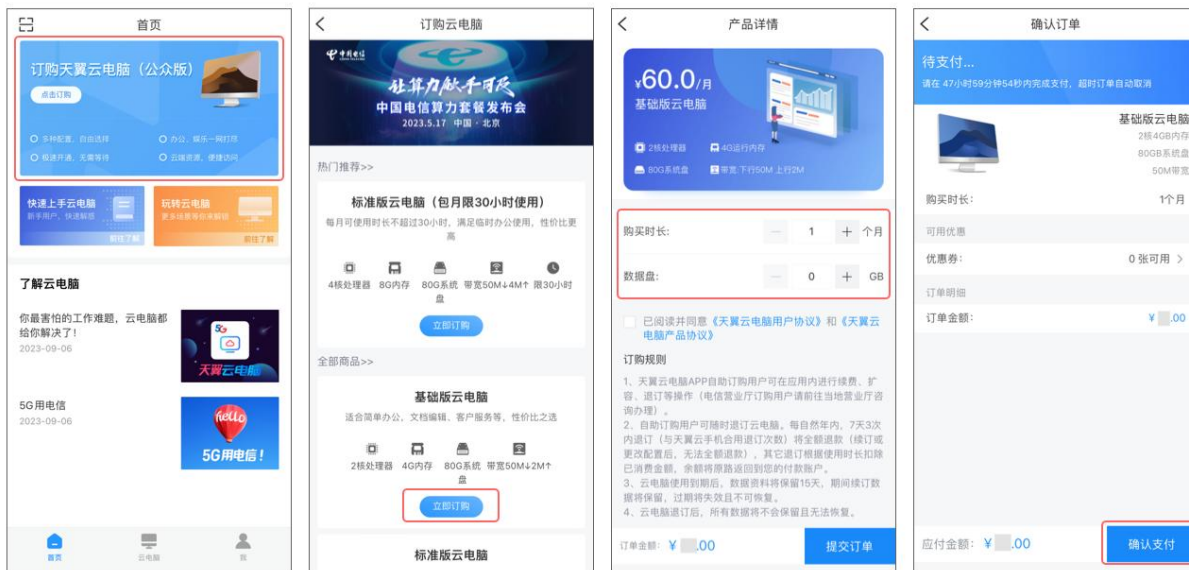 首页
订购天翼云电脑（公众版）
点击订购
多种配置，自由选择
办公、娱乐一网打尽
极速开通，无需等待
云端资源，便捷访问
快速上手云电脑
新手用户，快速解惑
前往了解
玩转云电脑
更多场景等你来解锁
前往了解
了解云电脑
你最害怕的工作难题，云电脑都
给你解决了！
2023-09-06
5G
天翼云电脑
5G用电信
2023-09-06
hello
5G用电信！
首页
云电脑
我
订购云电脑
中国电信
让算力触手可及
中国电信算力套餐发布会
2023.5.17 中国·北京
热门推荐>>
标准版云电脑（包月限30小时使用）
每月可使用时长不超过30小时，满足临时办公使用，性价比更
高
4核处理器 8G内存 80G系统 带宽50M↓4M↑ 限30小时
盘
立即订购
全部商品>>
基础版云电脑
适合简单办公、文档编辑、客户服务等，性价比之选
2核处理器 4G内存 80G系统 带宽50M↓2M↑
盘
立即订购
标准版云电脑
产品详情
¥60.0/月
基础版云电脑
2核处理器
4G运行内存
80G系统盘
带宽 下行50M 上行2M
购买时长：
— 1 + 个月
数据盘：
— 0 + GB
已阅读并同意《天翼云电脑用户协议》和《天翼云
电脑产品协议》
订购规则
1、天翼云电脑APP自助订购用户可在应用内进行续费、扩
容、退订等操作（电信营业厅订购用户请前往当地营业厅咨
询办理）。
2、自助订购用户可随时退订云电脑。每自然年内，7天3次
内退订（与天翼云手机合用退订次数）将全额退款（续订或
更改配置后，无法全额退款），其它退订根据使用时长扣除
已消费金额，余额将原路返回到您的付款账户。
3、云电脑使用到期后，数据资料将保留15天，期间续订数
据将保留，过期将失效且不可恢复。
4、云电脑退订后，所有数据将不会保留且无法恢复。
订单金额： ¥ .00
提交订单
确认订单
待支付...
请在 47小时59分钟54秒内完成支付，超时订单自动取消
基础版云电脑
2核4GB内存
80GB系统盘
50M带宽
购买时长：
1个月
可用优惠
优惠券：
0 张可用 >
订单明细
订单金额：
¥ .00
应付金额： ¥ .00
确认支付